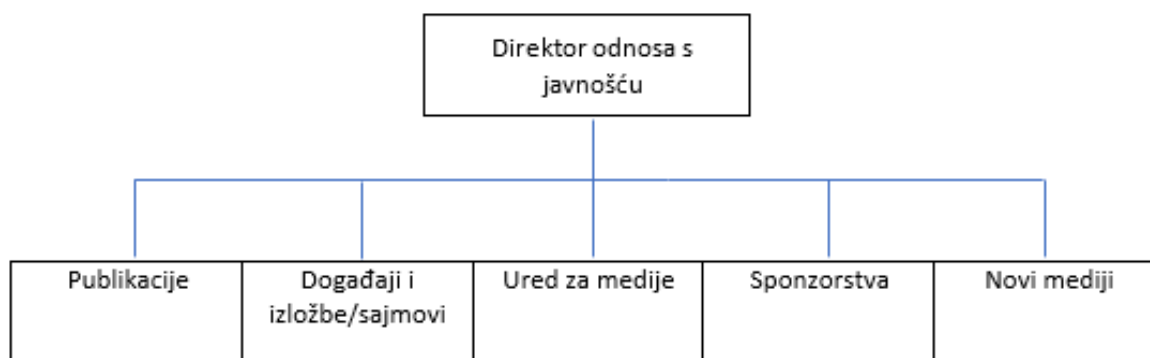 Direktor odnosa s
javnošću
Publikacije
Događaji i
izložbe/sajmovi
Ured za medije
Sponzorstva
Novi mediji